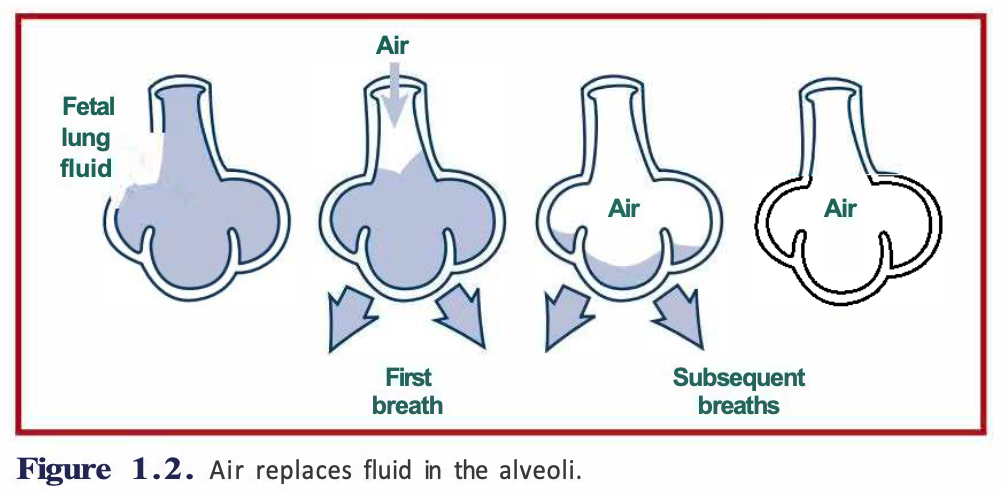 Fetal
lung
fluid
Air
Air
Air
First
breath
Subsequent
breaths
Figure 1.2. Air replaces fluid in the alveoli.